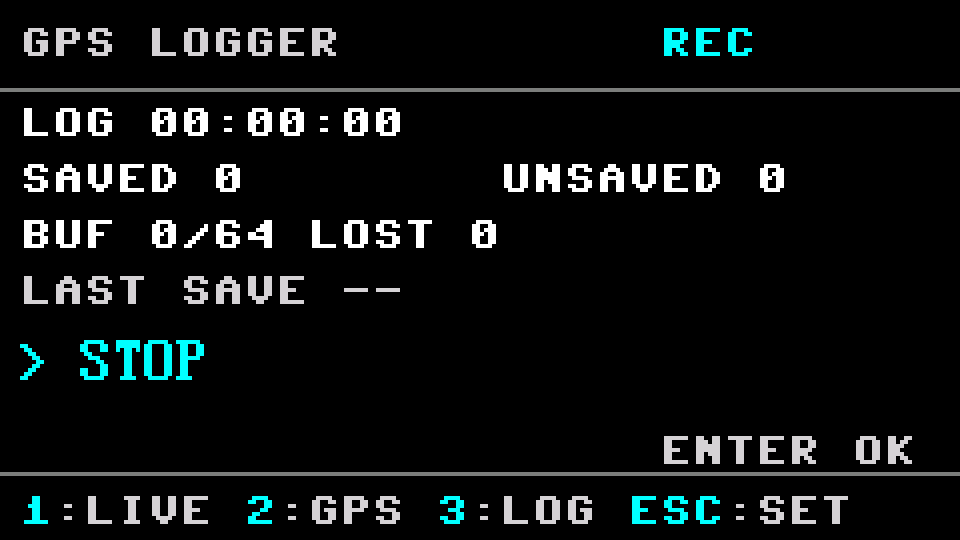 GPS LOGGER REC
LOG 00:00:00
SAVED 0 UNSAVED 0
BUF 0/64 LOST 0
LAST SAVE --
> STOP
ENTER OK
1:LIVE 2:GPS 3:LOG ESC:SET